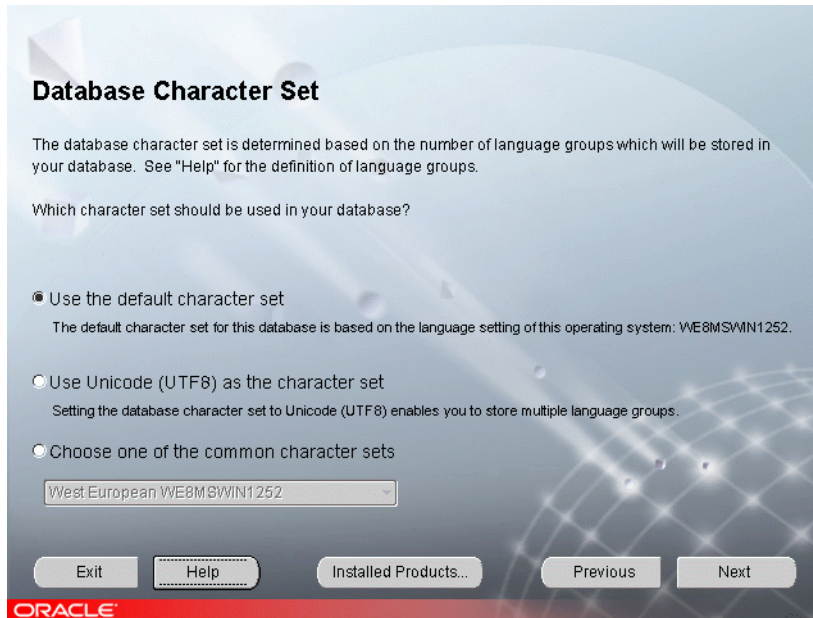 Database Character Set
The database character set is determined based on the number of language groups which will be stored in
your database. See "Help" for the definition of language groups.
Which character set should be used in your database?
Use the default character set
The default character set for this database is based on the language setting of this operating system: WE8MSWIN1252.
Use Unicode (UTF8) as the character set
Setting the database character set to Unicode (UTF8) enables you to store multiple language groups.
Choose one of the common character sets
West European WE8MSWIN1252
Exit Help Installed Products... Previous Next
ORACLE